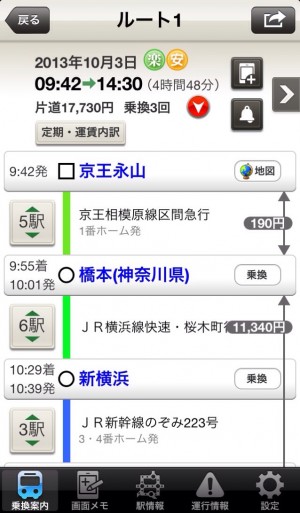 戻る
ルート1
2013年10月3日 楽 安
09:42→14:30 (4時間48分)
片道17,730円 乗換3回
定期・運賃内訳
9:42発 京王永山 地図
5駅
京王相模原線区間急行
1番ホーム発
190円
9:55着
10:01発
橋本(神奈川県) 乗換
6駅
JR横浜線快速・桜木町行
11,340円
10:29着
10:39発
新横浜 乗換
3駅
JR新幹線のぞみ223号
3・4番ホーム発
乗換案内 画面メモ 駅情報 運行情報 設定